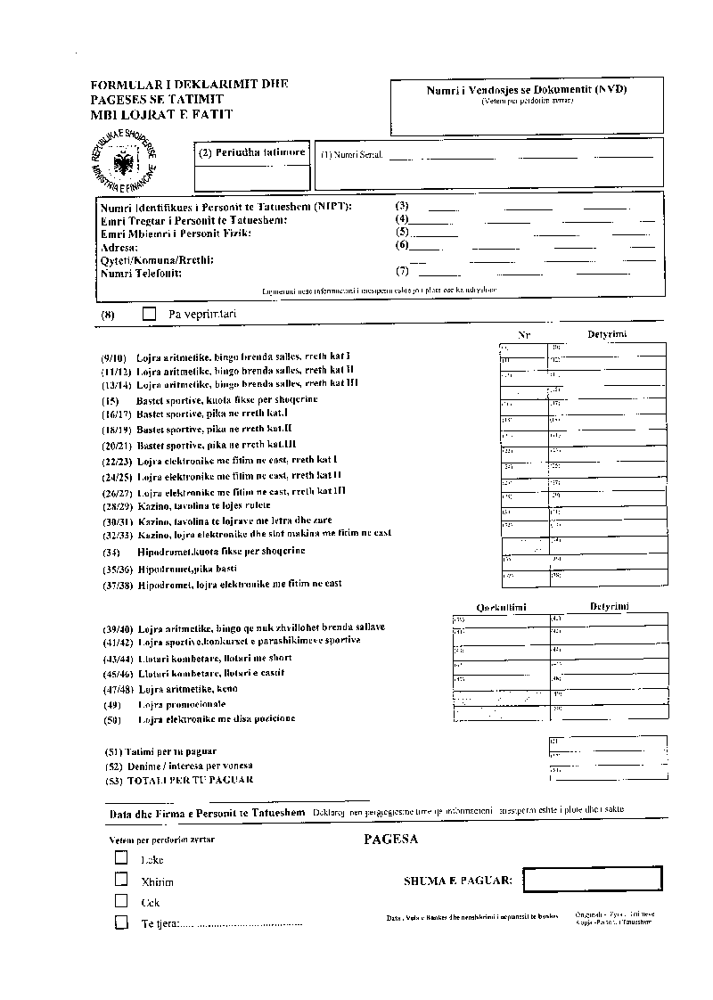 FORMULAR I DEKLARIMIT DHE
PAGESES SE TATIMIT
MBI LOJRAT E FATIT
Numri i Vendosjes se Dokumentit (NVD)
(Vetem per perdorim zyrtar)
REPUBLIKA E SHQIPERISE
MINISTRIA E FINANCAVE
(2) Periudha tatimore
(1) Numri Serial.
Numri Identifikues i Personit te Tatueshem (NIPT): (3)
Emri Tregtar i Personit te Tatueshem: (4)
Emri Mbiemri i Personit Fizik: (5)
Adresa: (6)
Qyteti/Komuna/Rrethi:
Numri Telefonit: (7)
(8) Pa veprimtari
Nr Detyrimi
(9/10) Lojra aritmetike, bingo brenda salles, rreth kat I
(11/12) Lojra aritmetike, bingo brenda salles, rreth kat II
(13/14) Lojra aritmetike, bingo brenda salles, rreth kat III
(15) Bastet sportive, kuota fikse per shoqerine
(16/17) Bastet sportive, pika ne rreth kat.I
(18/19) Bastet sportive, pika ne rreth kat.II
(20/21) Bastet sportive, pika ne rreth kat.III
(22/23) Lojra elektronike me fitim ne cast, rreth kat I
(24/25) Lojra elektronike me fitim ne cast, rreth kat II
(26/27) Lojra elektronike me fitim ne cast, rreth kat III
(28/29) Kazino, tavolina te lojes rulete
(30/31) Kazino, tavolina te lojrave me letra dhe zare
(32/33) Kazino, lojra elektronike dhe slot makina me fitim ne cast
(34) Hipodromet,kuota fikse per shoqerine
(35/36) Hipodromet,pika basti
(37/38) Hipodromet, lojra elektronike me fitim ne cast
Qarkullimi Detyrimi
(39/40) Lojra aritmetike, bingo qe nuk zhvillohet brenda sallave
(41/42) Lojra sportive,konkurset e parashikimeve sportive
(43/44) Llotari kombetare, llotari me short
(45/46) Llotari kombetare, llotari e castit
(47/48) Lojra aritmetike, keno
(49) Lojra promocionale
(50) Lojra elektronike me disa pozicione
(51) Tatimi per tu paguar
(52) Denime / interesa per vonesa
(53) TOTALI PER TU PAGUAR
Data dhe Firma e Personit te Tatueshem Deklaroj nen pergjegjesine time qe informacioni i mesiperm eshte i plote dhe i sakte
Vetem per perdorim zyrtar PAGESA
Leke
Xhirim
Cek
Te tjera:.............................................
SHUMA E PAGUAR:
Data , Vula e Bankes dhe nenshkrimi i nepunesit te bankes
Kopja -Personi i Tatueshem